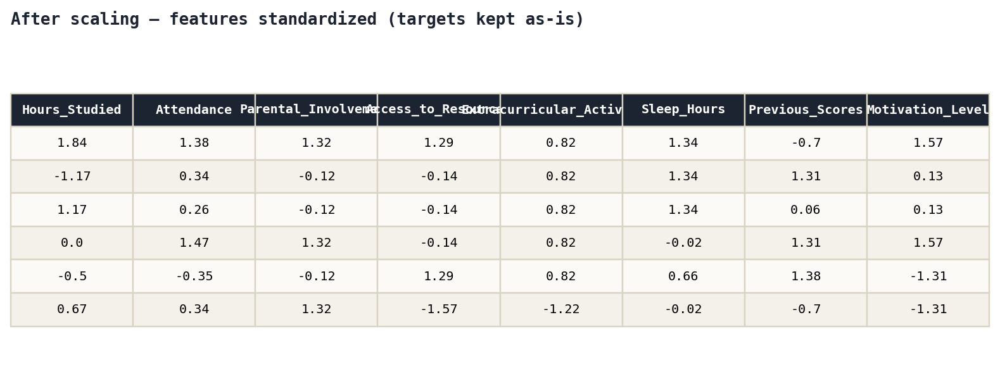 After scaling — features standardized (targets kept as-is)
Hours_Studied Attendance Parental_Involveme Access_to_Resource Extracurricular_Activ Sleep_Hours Previous_Scores Motivation_Level
1.84 1.38 1.32 1.29 0.82 1.34 -0.7 1.57
-1.17 0.34 -0.12 -0.14 0.82 1.34 1.31 0.13
1.17 0.26 -0.12 -0.14 0.82 1.34 0.06 0.13
0.0 1.47 1.32 -0.14 0.82 -0.02 1.31 1.57
-0.5 -0.35 -0.12 1.29 0.82 0.66 1.38 -1.31
0.67 0.34 1.32 -1.57 -1.22 -0.02 -0.7 -1.31